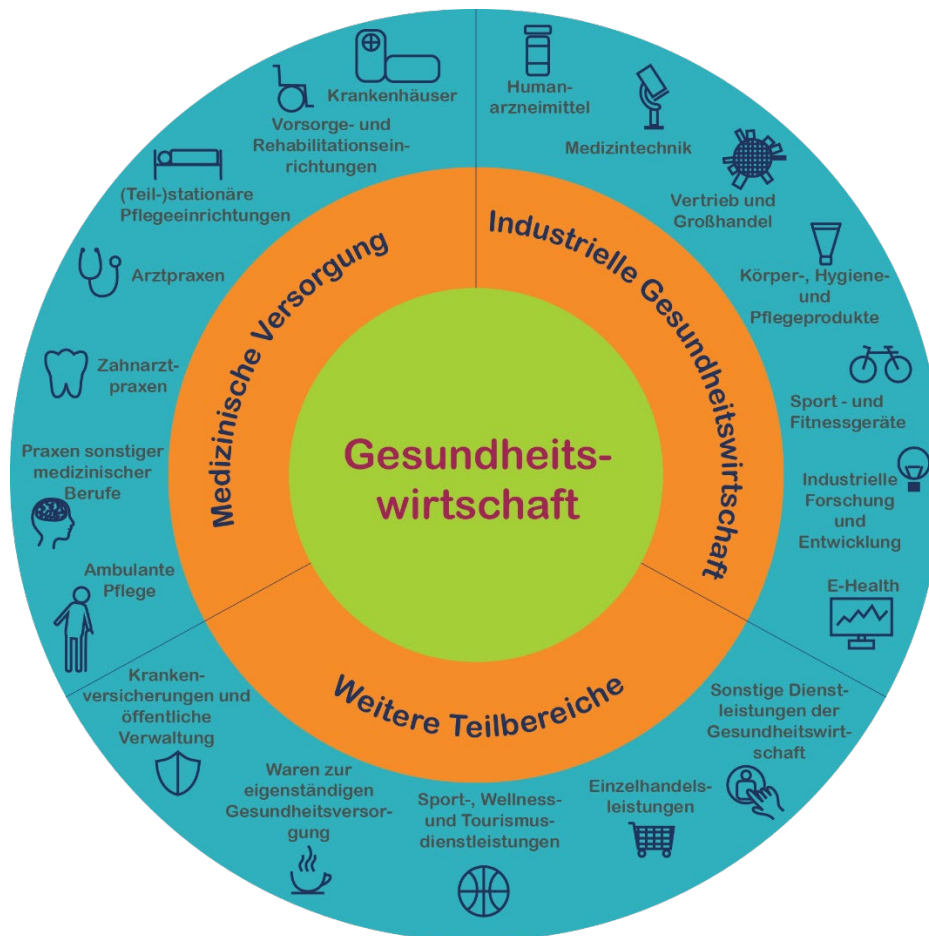 Gesundheits-
wirtschaft
Medizinische Versorgung
Krankenhäuser
Vorsorge- und
Rehabilitationsein-
richtungen
(Teil-)stationäre
Pflegeeinrichtungen
Arztpraxen
Zahnarzt-
praxen
Praxen sonstiger
medizinischer
Berufe
Ambulante
Pflege
Industrielle Gesundheitswirtschaft
Human-
arzneimittel
Medizintechnik
Vertrieb und
Großhandel
Körper-, Hygiene-
und
Pflegeprodukte
Sport - und
Fitnessgeräte
Industrielle
Forschung
und
Entwicklung
E-Health
Weitere Teilbereiche
Kranken-
versicherungen und
öffentliche
Verwaltung
Waren zur
eigenständigen
Gesundheitsversor-
gung
Sport-, Wellness-
und Tourismus-
dienstleistungen
Einzelhandels-
leistungen
Sonstige Dienst-
leistungen der
Gesundheitswirt-
schaft